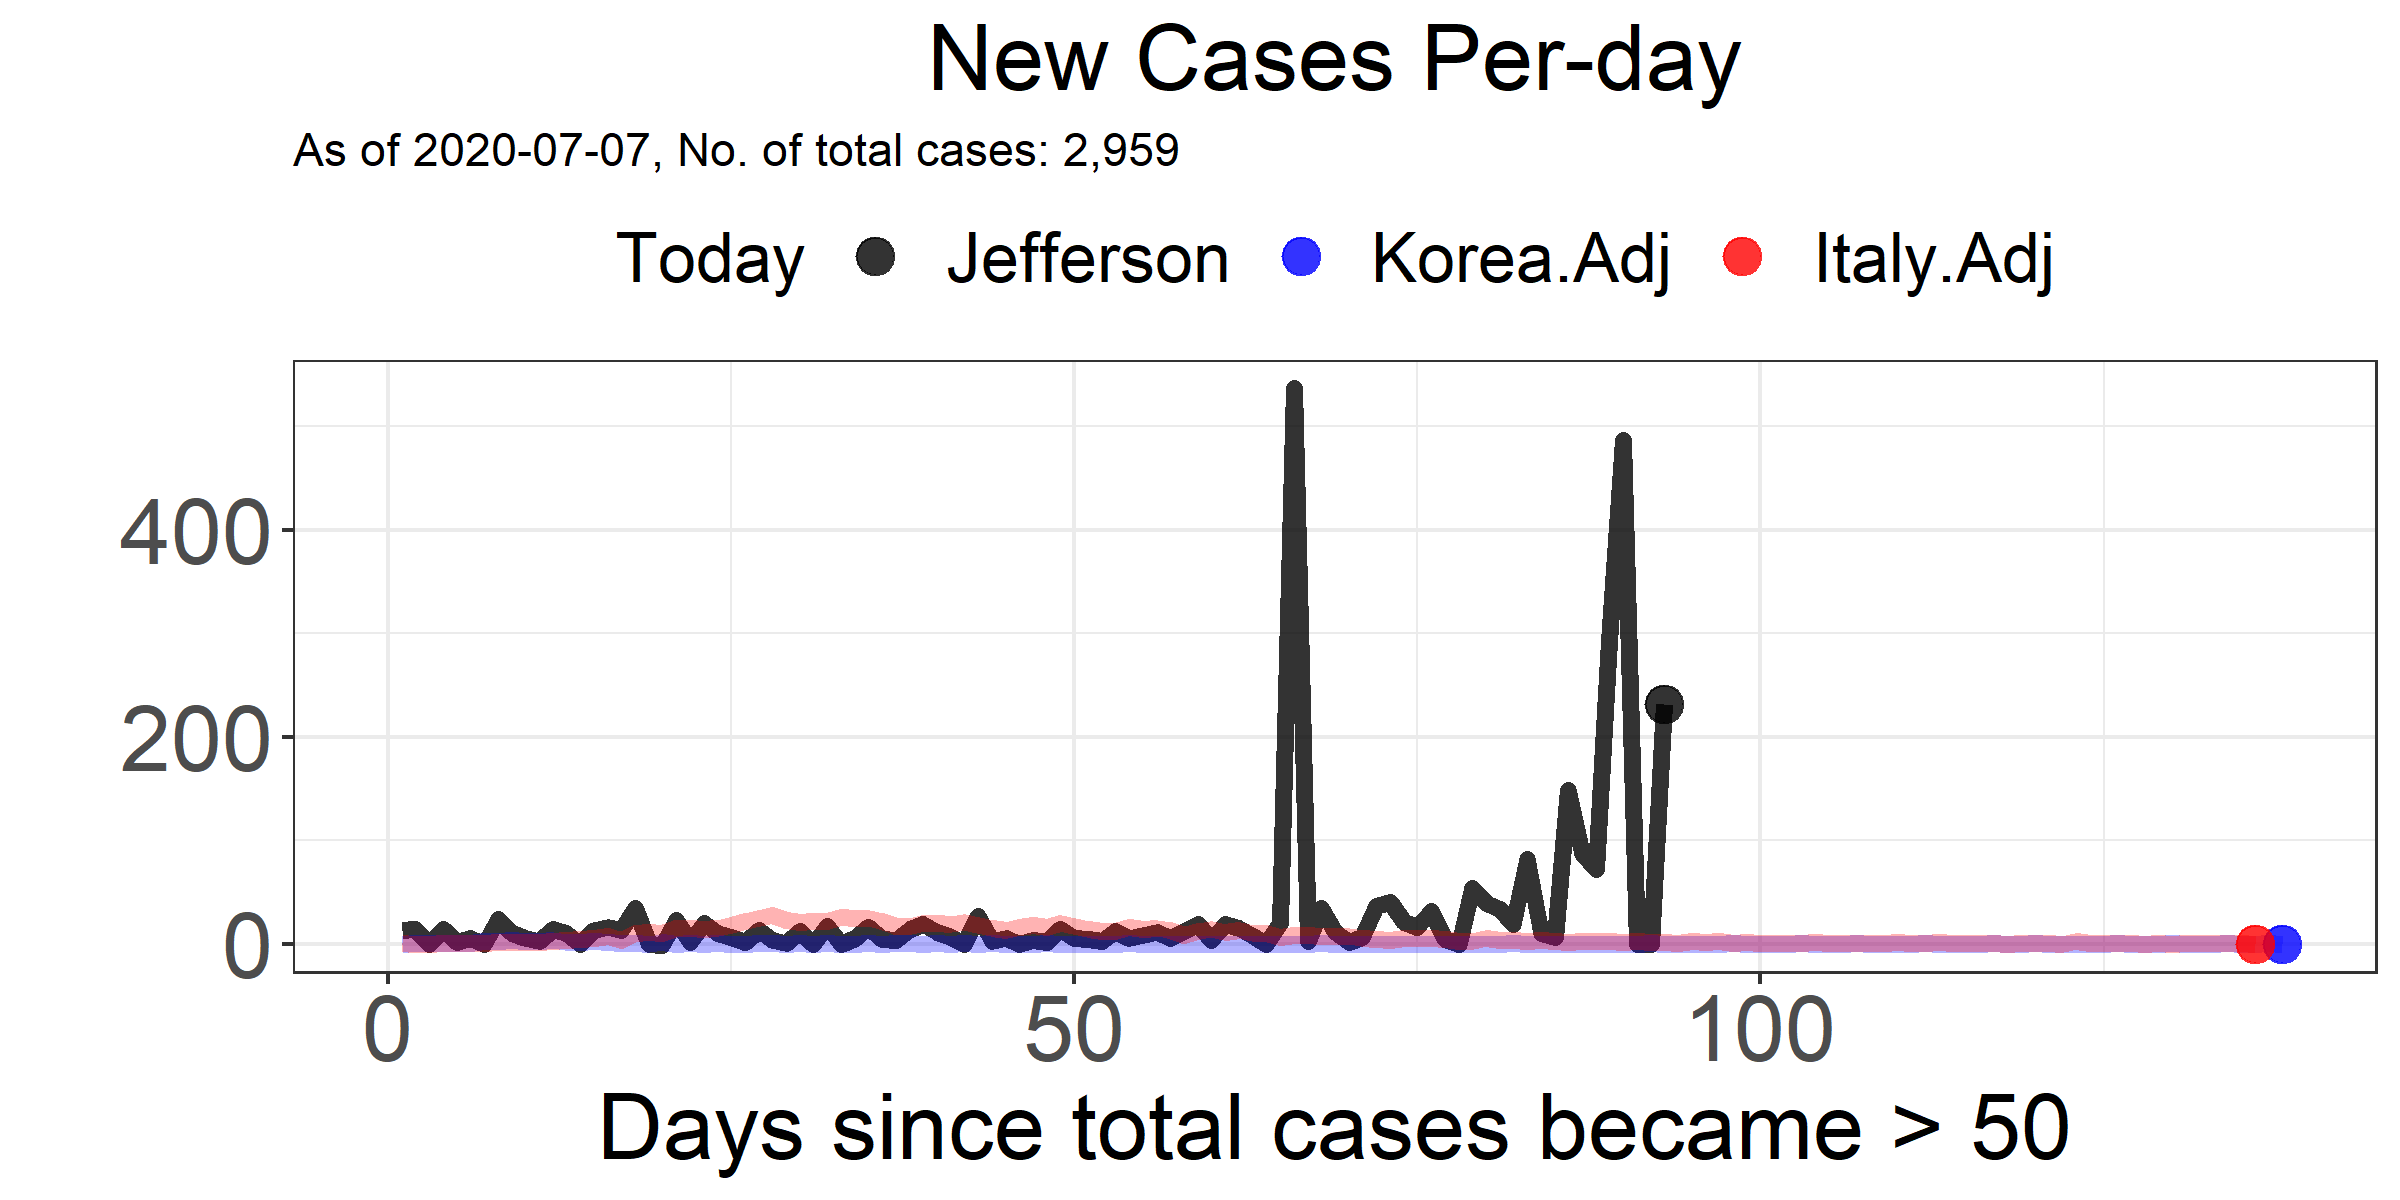 New Cases Per-day
As of 2020-07-07, No. of total cases: 2,959
Today Jefferson Korea.Adj Italy.Adj
400
200
0
0 50 100
Days since total cases became > 50